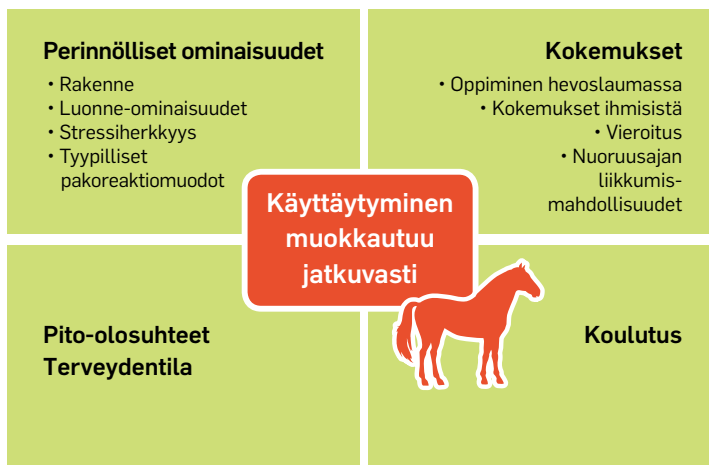 Perinnölliset ominaisuudet
• Rakenne
• Luonne-ominaisuudet
• Stressiherkkyys
• Tyypilliset
pakoreaktiomuodot
Kokemukset
• Oppiminen hevoslaumassa
• Kokemukset ihmisistä
• Vieroitus
• Nuoruusajan
liikkumis-
mahdollisuudet
Käyttäytyminen
muokkautuu
jatkuvasti
Pito-olosuhteet
Terveydentila
Koulutus